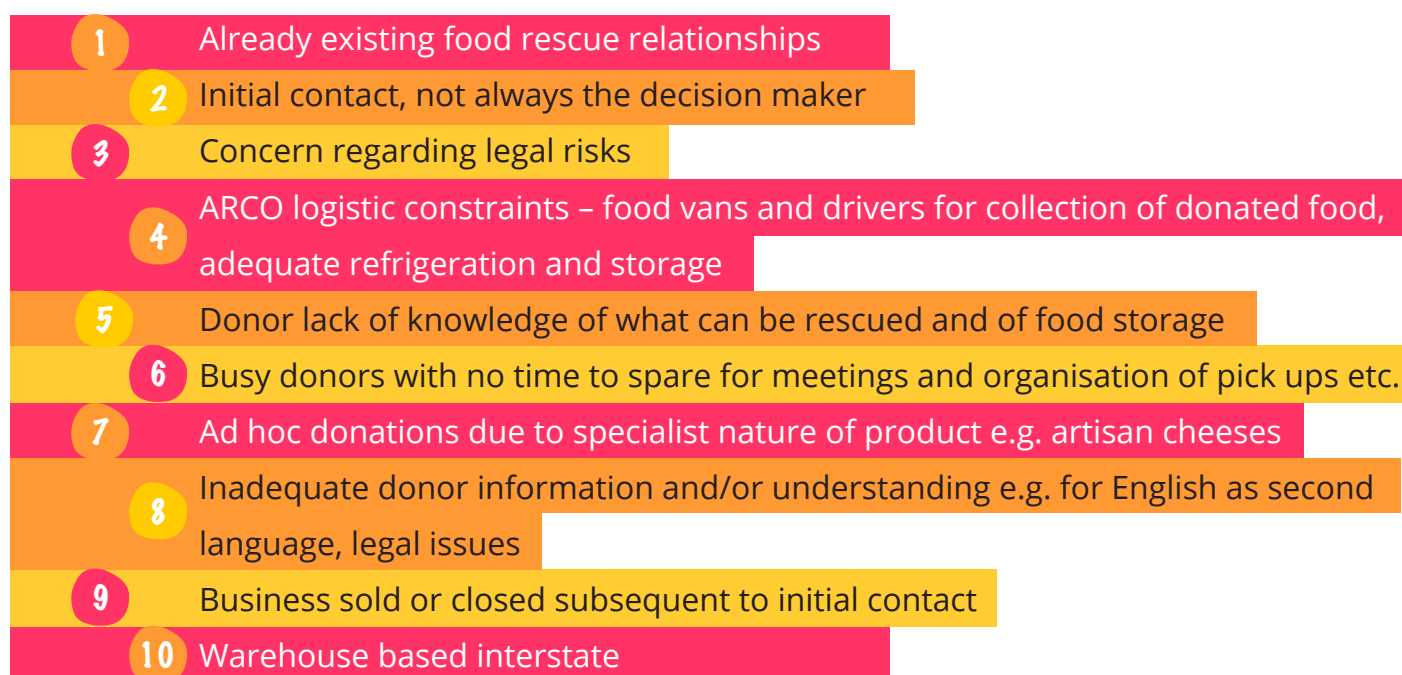 1 Already existing food rescue relationships
2 Initial contact, not always the decision maker
3 Concern regarding legal risks
4 ARCO logistic constraints – food vans and drivers for collection of donated food,
adequate refrigeration and storage
5 Donor lack of knowledge of what can be rescued and of food storage
6 Busy donors with no time to spare for meetings and organisation of pick ups etc.
7 Ad hoc donations due to specialist nature of product e.g. artisan cheeses
8 Inadequate donor information and/or understanding e.g. for English as second
language, legal issues
9 Business sold or closed subsequent to initial contact
10 Warehouse based interstate